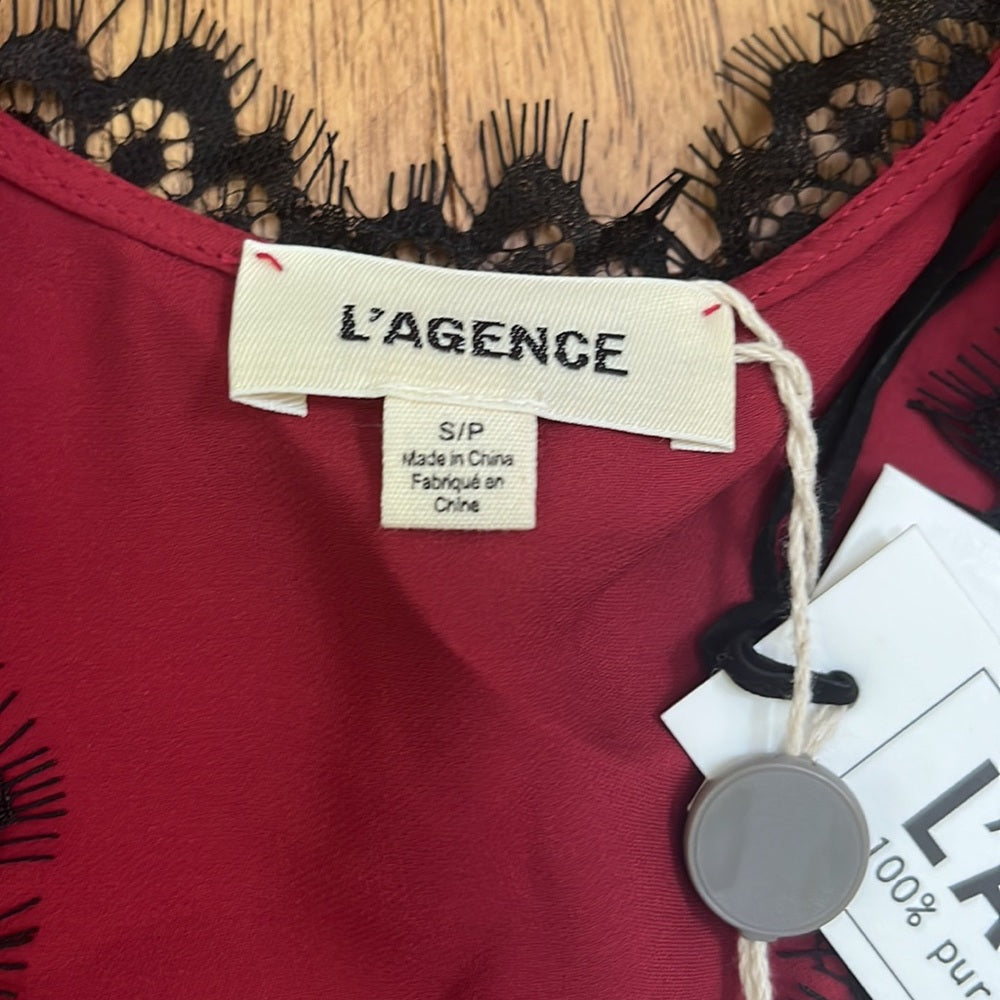 L'AGENCE
S/P
Made in China
Fabriqué en
Chine
L'A
100% pur